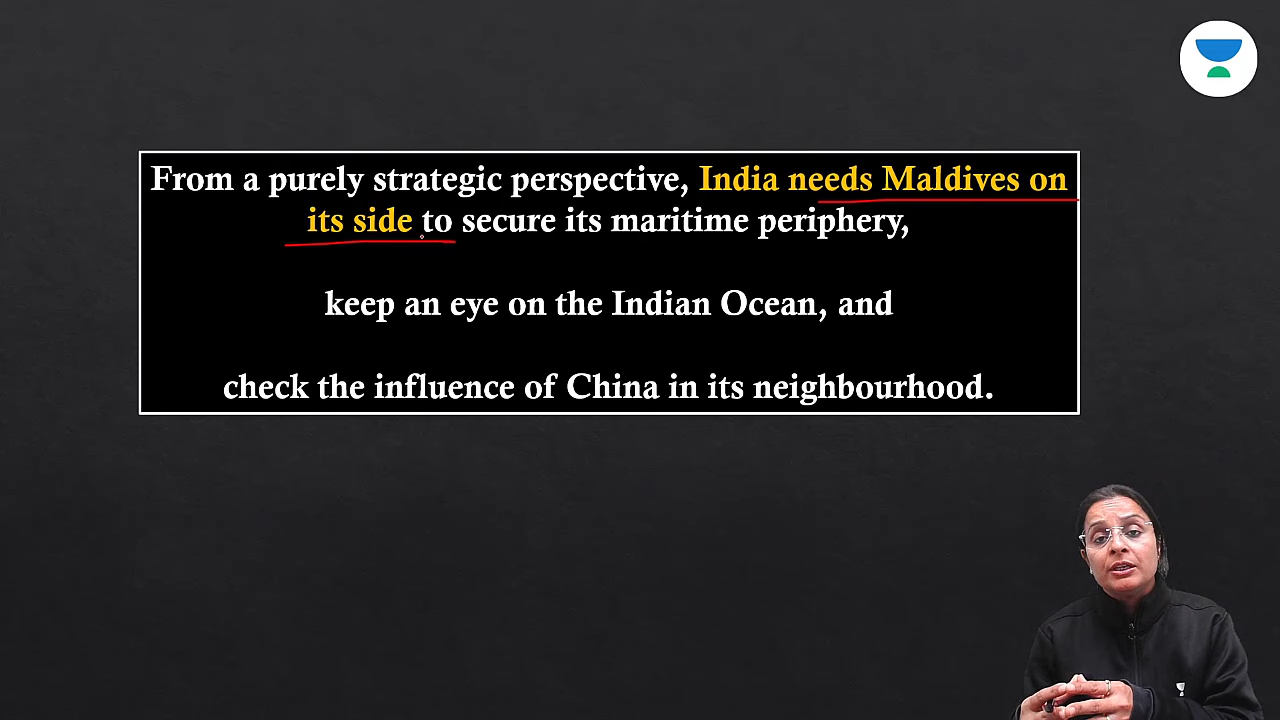 From a purely strategic perspective, India needs Maldives on
its side to secure its maritime periphery,
keep an eye on the Indian Ocean, and
check the influence of China in its neighbourhood.